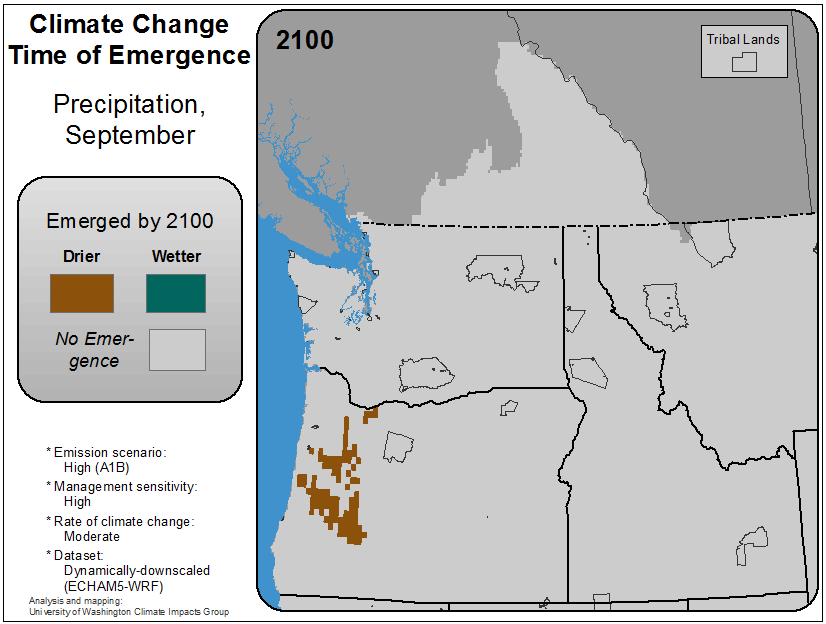 Climate Change
Time of Emergence
Precipitation,
September
Emerged by 2100
Drier
Wetter
No Emer-
gence
* Emission scenario:
High (A1B)
* Management sensitivity:
High
* Rate of climate change:
Moderate
* Dataset:
Dynamically-downscaled
(ECHAM5-WRF)
Analysis and mapping:
University of Washington Climate Impacts Group
2100
Tribal Lands